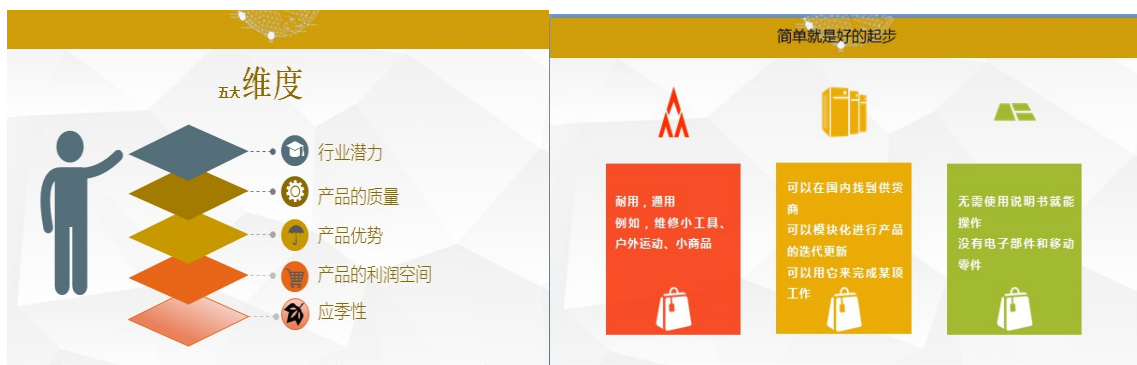 五大维度
行业潜力
产品的质量
产品优势
产品的利润空间
应季性
简单就是好的起步
耐用，通用
例如，维修小工具、
户外运动、小商品
可以在国内找到供货
商
可以模块化进行产品
的迭代更新
可以用它来完成某项
工作
无需使用说明书就能
操作
没有电子部件和移动
零件